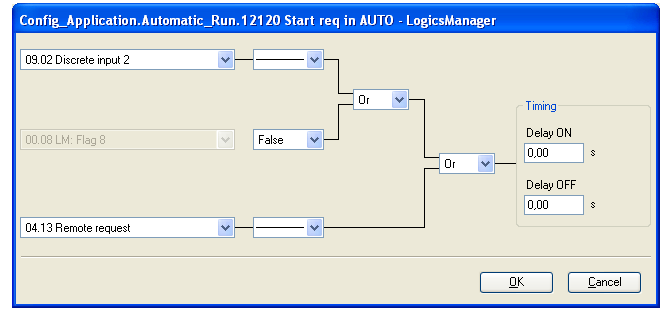 Config_Application.Automatic_Run.12120 Start req in AUTO - LogicsManager
09.02 Discrete input 2
Or
Timing
Delay ON
00.08 LM: Flag 8
False
0,00
s
Or
Delay OFF
0,00
s
04.13 Remote request
OK
Cancel